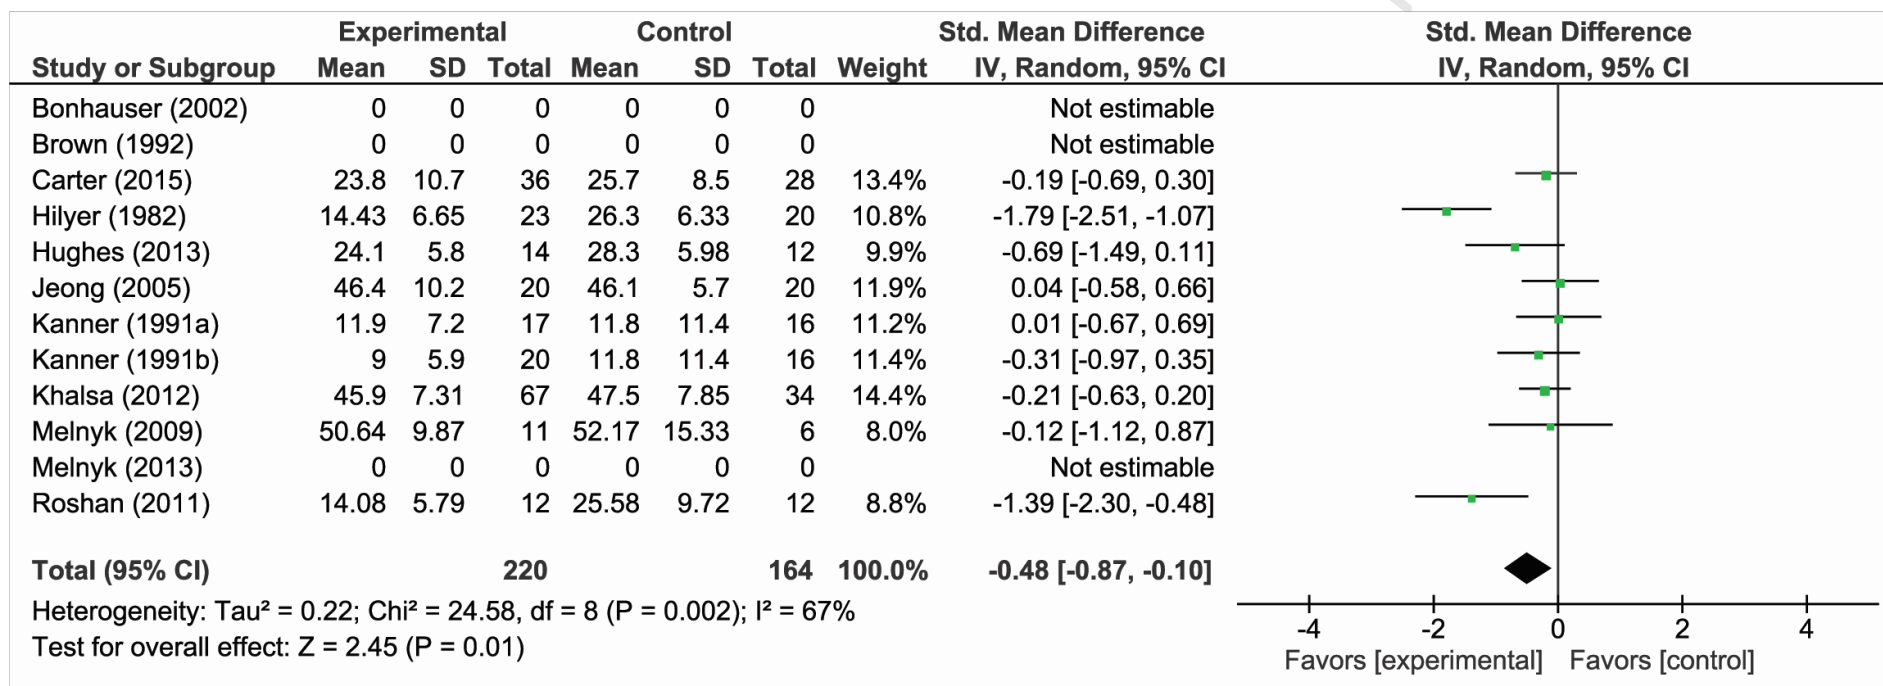 Experimental Control Std. Mean Difference Std. Mean Difference
Study or Subgroup Mean SD Total Mean SD Total Weight IV, Random, 95% CI IV, Random, 95% CI
Bonhauser (2002) 0 0 0 0 0 0 Not estimable
Brown (1992) 0 0 0 0 0 0 Not estimable
Carter (2015) 23.8 10.7 36 25.7 8.5 28 13.4% -0.19 [-0.69, 0.30]
Hilyer (1982) 14.43 6.65 23 26.3 6.33 20 10.8% -1.79 [-2.51, -1.07]
Hughes (2013) 24.1 5.8 14 28.3 5.98 12 9.9% -0.69 [-1.49, 0.11]
Jeong (2005) 46.4 10.2 20 46.1 5.7 20 11.9% 0.04 [-0.58, 0.66]
Kanner (1991a) 11.9 7.2 17 11.8 11.4 16 11.2% 0.01 [-0.67, 0.69]
Kanner (1991b) 9 5.9 20 11.8 11.4 16 11.4% -0.31 [-0.97, 0.35]
Khalsa (2012) 45.9 7.31 67 47.5 7.85 34 14.4% -0.21 [-0.63, 0.20]
Melnyk (2009) 50.64 9.87 11 52.17 15.33 6 8.0% -0.12 [-1.12, 0.87]
Melnyk (2013) 0 0 0 0 0 0 Not estimable
Roshan (2011) 14.08 5.79 12 25.58 9.72 12 8.8% -1.39 [-2.30, -0.48]
Total (95% CI) 220 164 100.0% -0.48 [-0.87, -0.10]
Heterogeneity: Tau² = 0.22; Chi² = 24.58, df = 8 (P = 0.002); I² = 67%
Test for overall effect: Z = 2.45 (P = 0.01)
-4 -2 0 2 4
Favors [experimental] Favors [control]